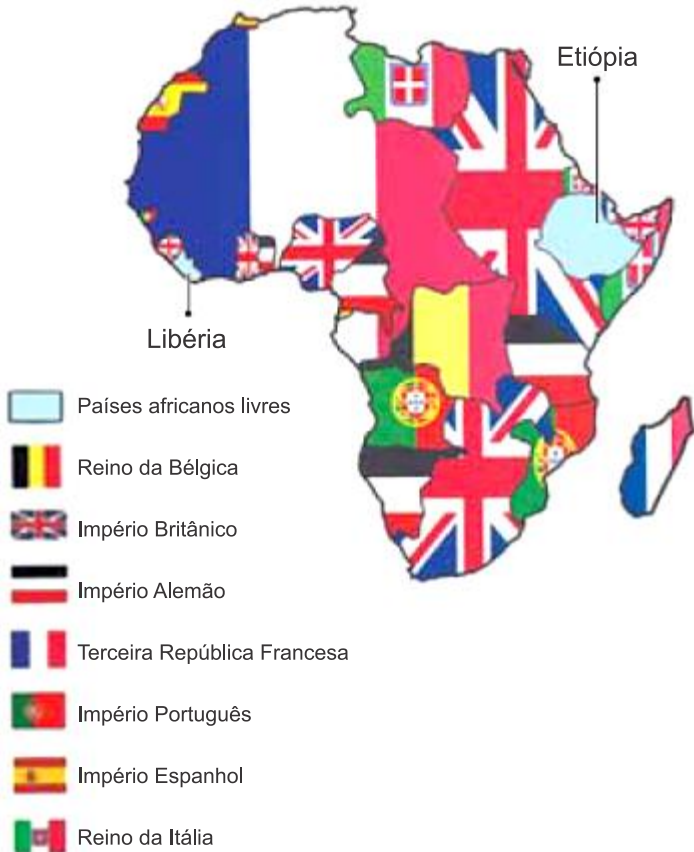 Etiópia
Libéria
Países africanos livres
Reino da Bélgica
Império Britânico
Império Alemão
Terceira República Francesa
Império Português
Império Espanhol
Reino da Itália